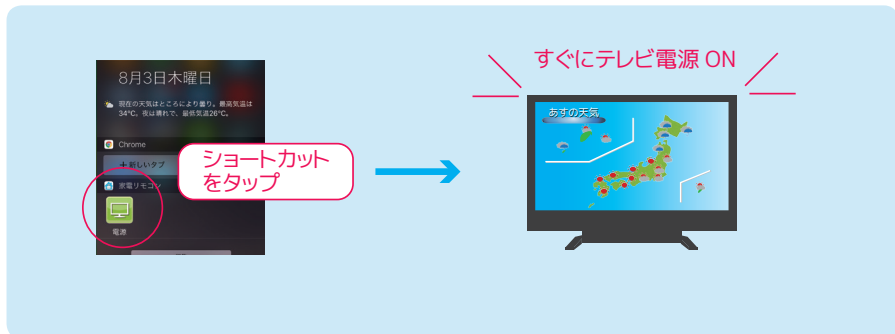 すぐにテレビ電源 ON
8月3日木曜日
現在の天気はところにより曇り。最高気温は
34°C。夜は晴れで、最低気温26°C。
Chrome
+新しいタブ
ショートカット
をタップ
家電リモコン
電源
あすの天気